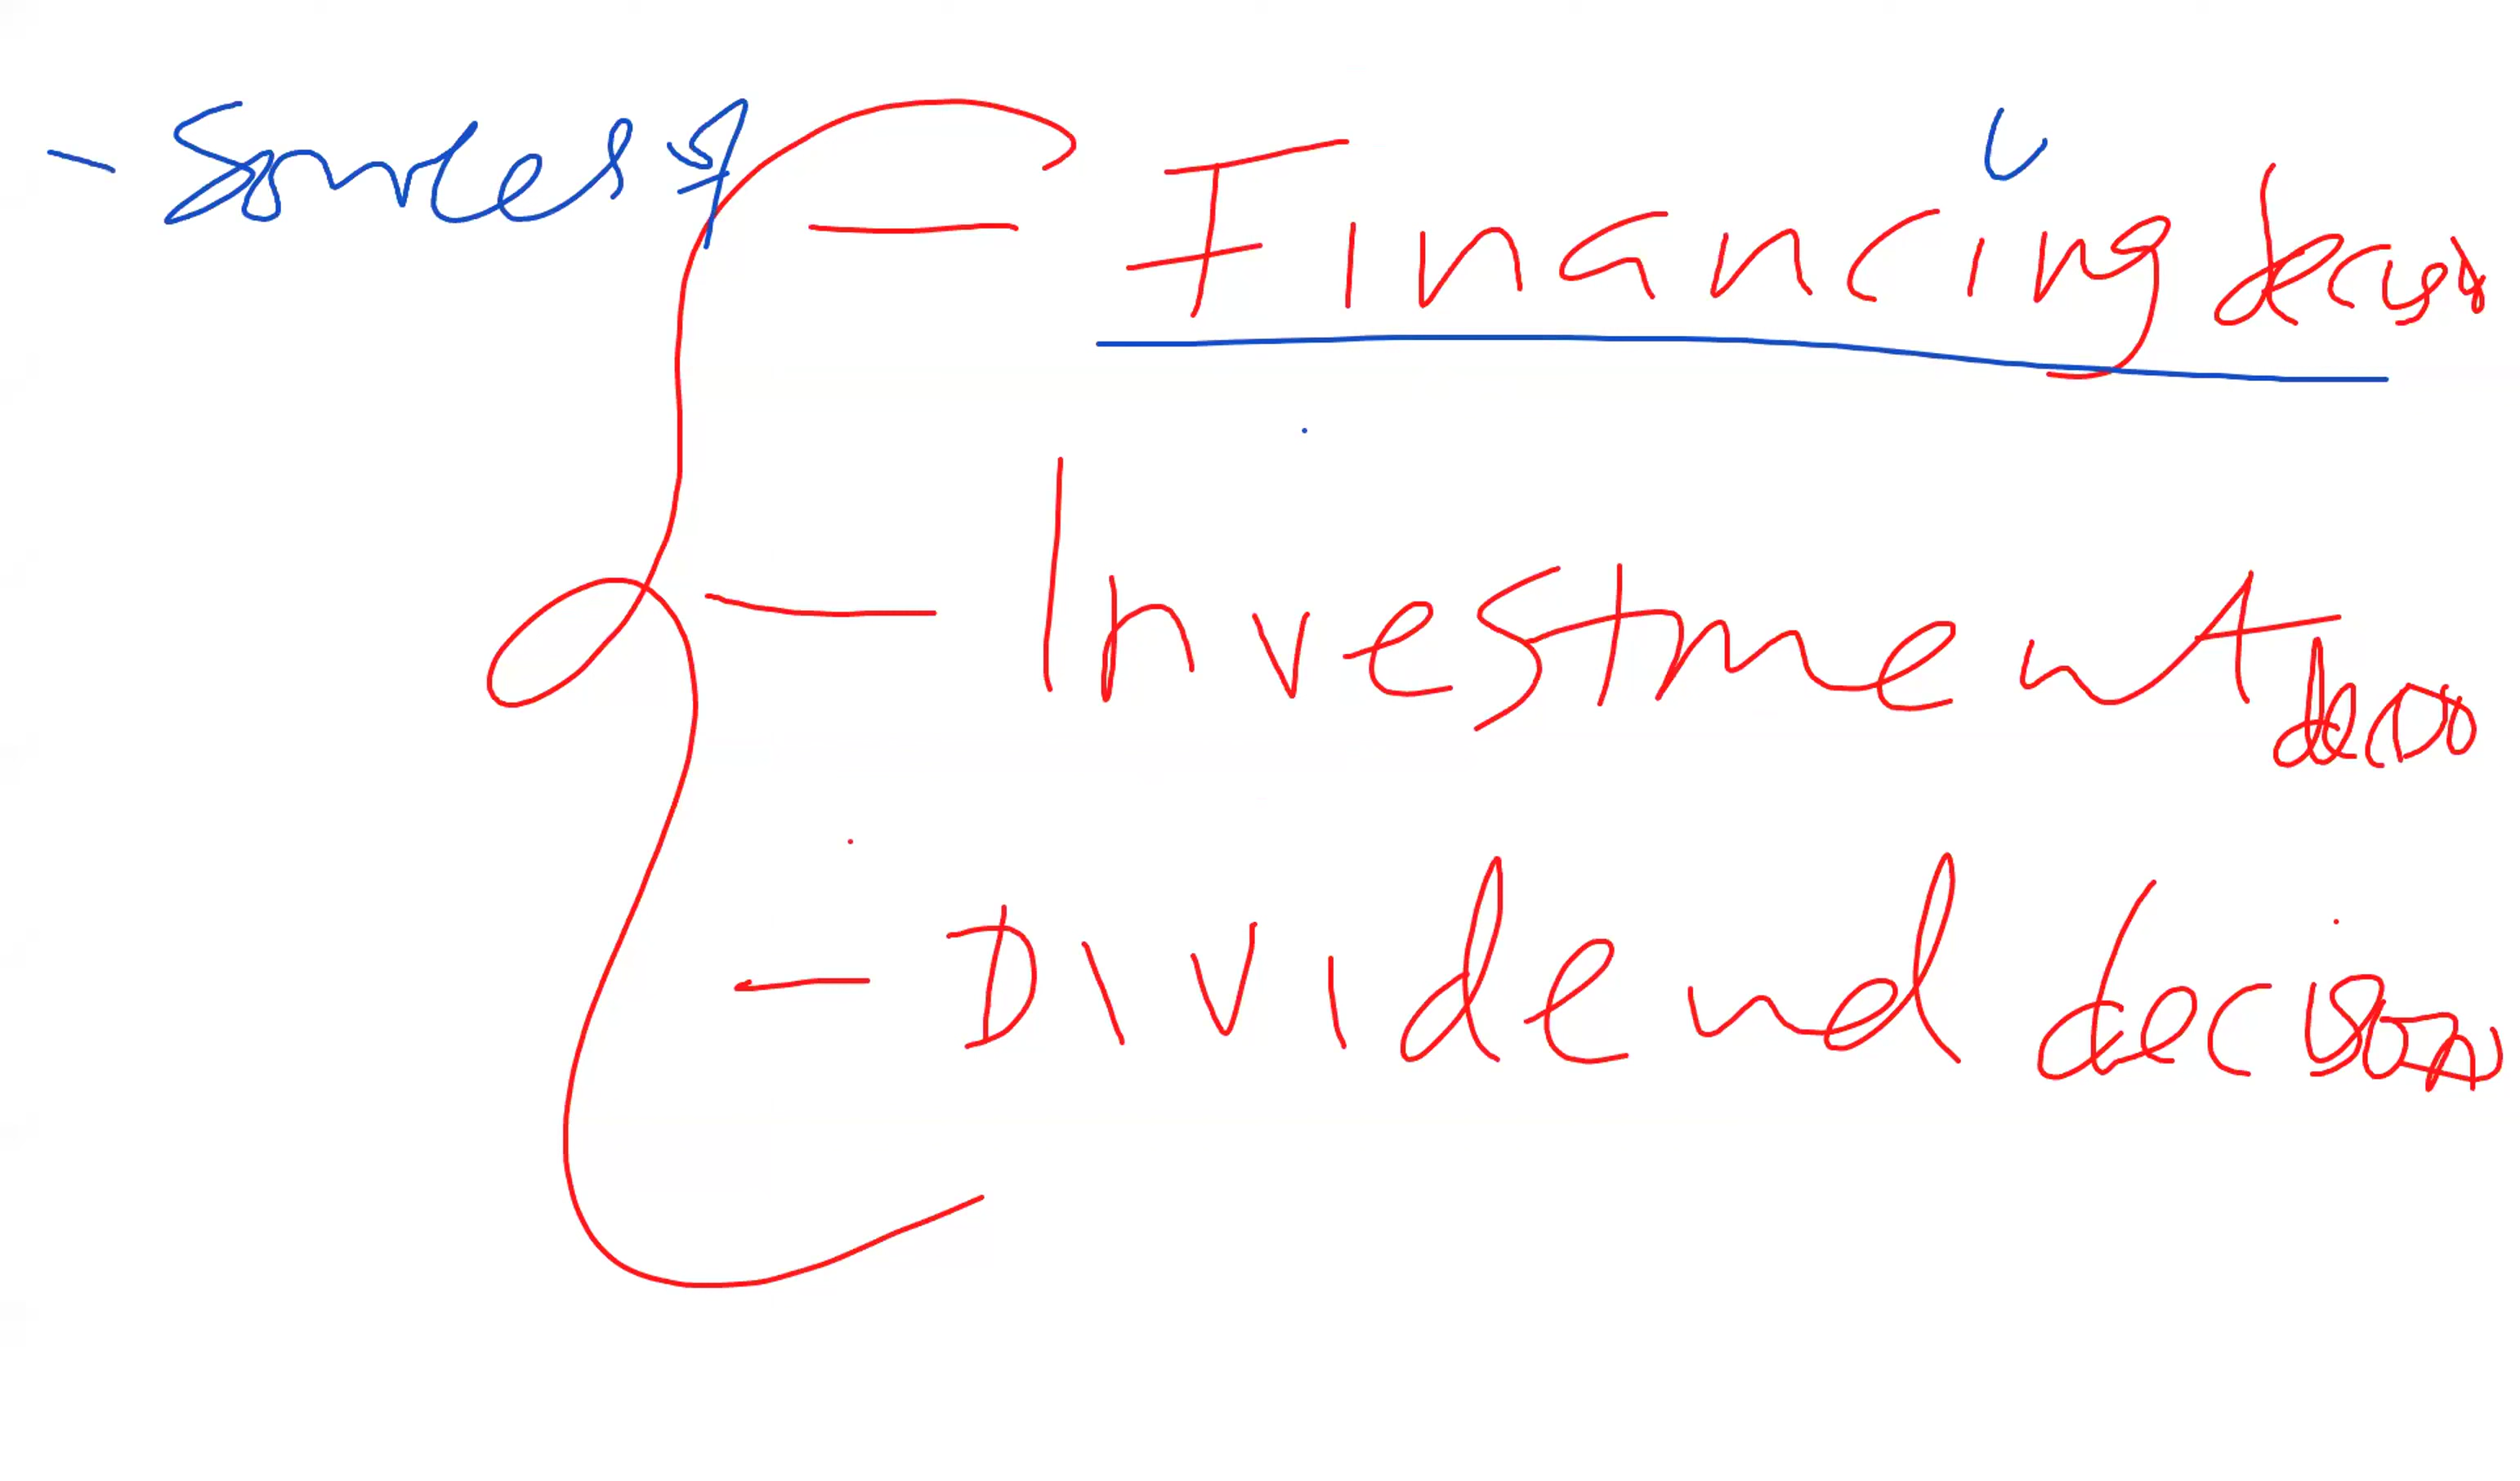 - Sources of
- Financing decision
- Investment decision
- Dividend decision